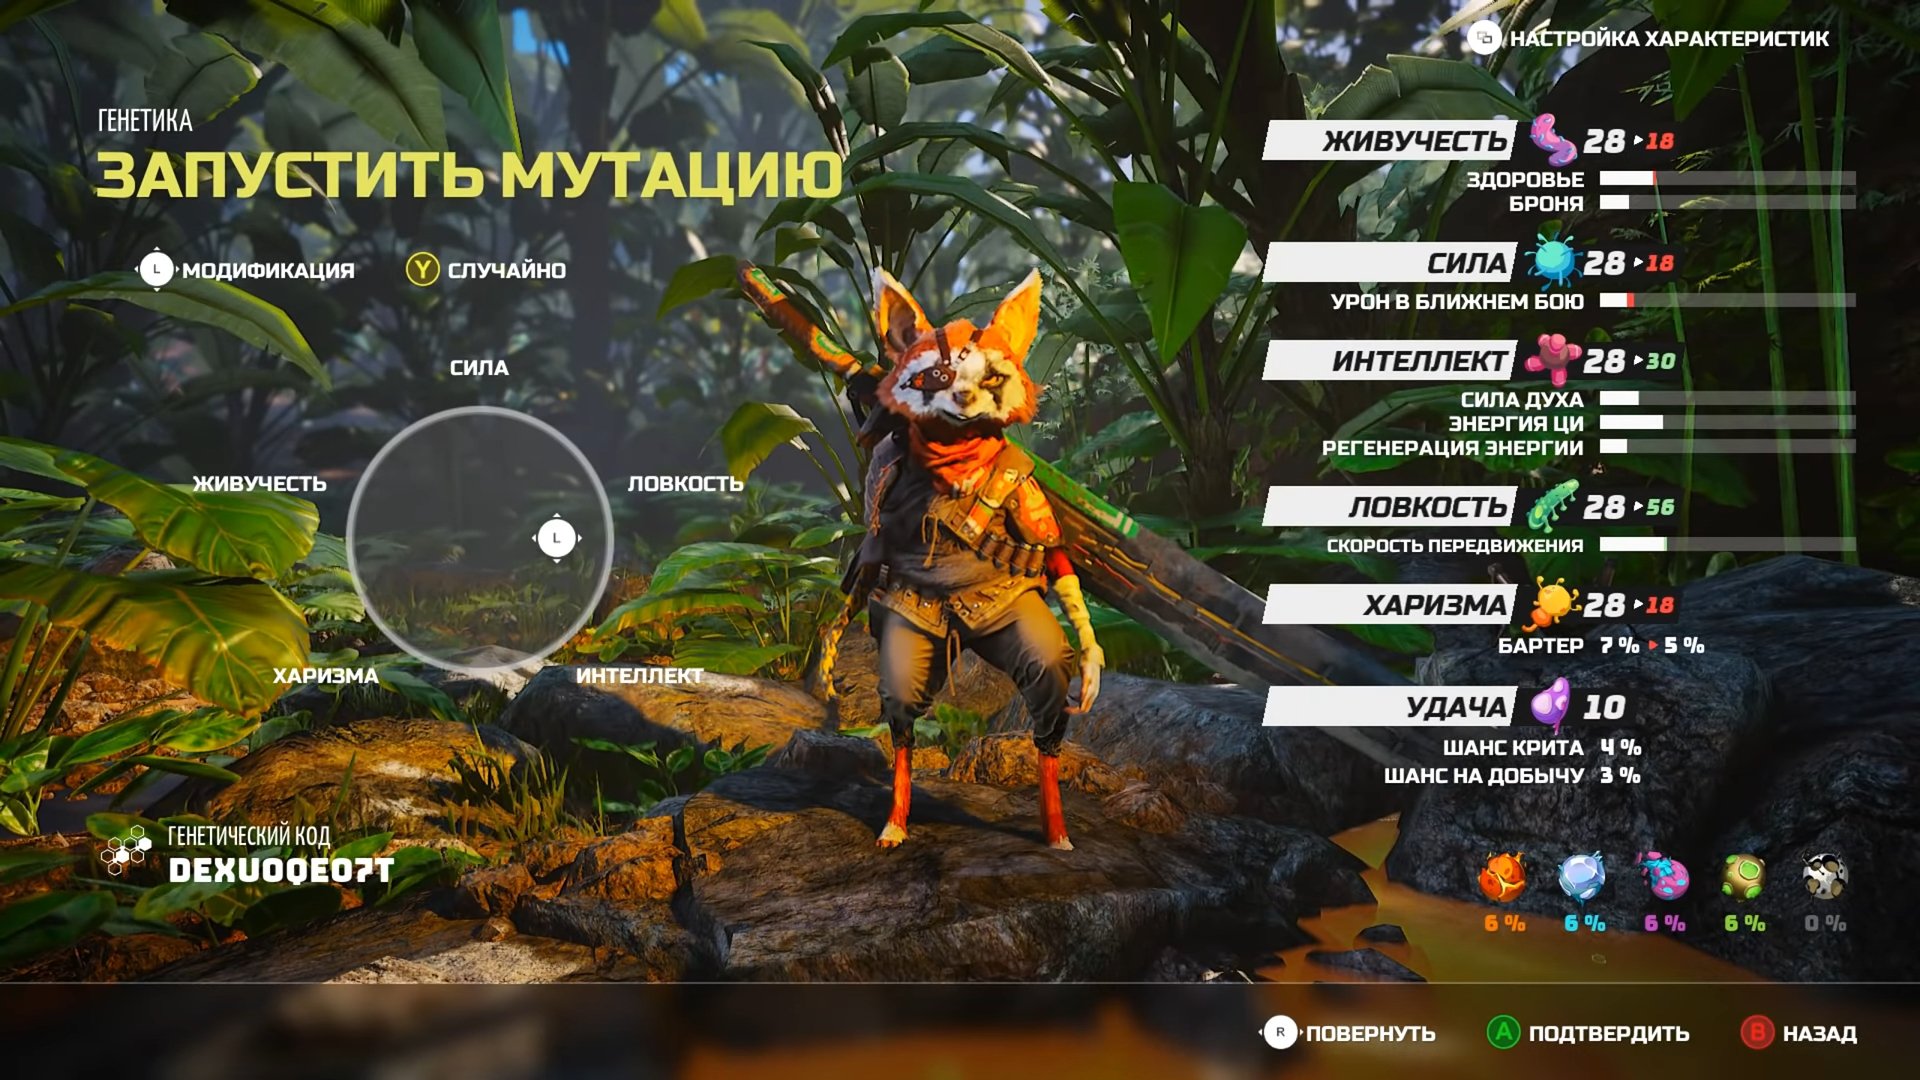 НАСТРОЙКА ХАРАКТЕРИСТИК
ГЕНЕТИКА
ЗАПУСТИТЬ МУТАЦИЮ
L МОДИФИКАЦИЯ Y СЛУЧАЙНО
СИЛА
ЖИВУЧЕСТЬ
ЛОВКОСТЬ
L
ХАРИЗМА
ИНТЕЛЛЕКТ
ГЕНЕТИЧЕСКИЙ КОД
DEXUOQEO7T
ЖИВУЧЕСТЬ 28 18
ЗДОРОВЬЕ
БРОНЯ
СИЛА 28 18
УРОН В БЛИЖНЕМ БОЮ
ИНТЕЛЛЕКТ 28 30
СИЛА ДУХА
ЭНЕРГИЯ ЦИ
РЕГЕНЕРАЦИЯ ЭНЕРГИИ
ЛОВКОСТЬ 28 56
СКОРОСТЬ ПЕРЕДВИЖЕНИЯ
ХАРИЗМА 28 18
БАРТЕР 7 % 5 %
УДАЧА 10
ШАНС КРИТА 4 %
ШАНС НА ДОБЫЧУ 3 %
6 % 6 % 6 % 6 % 0 %
R ПОВЕРНУТЬ A ПОДТВЕРДИТЬ B НАЗАД